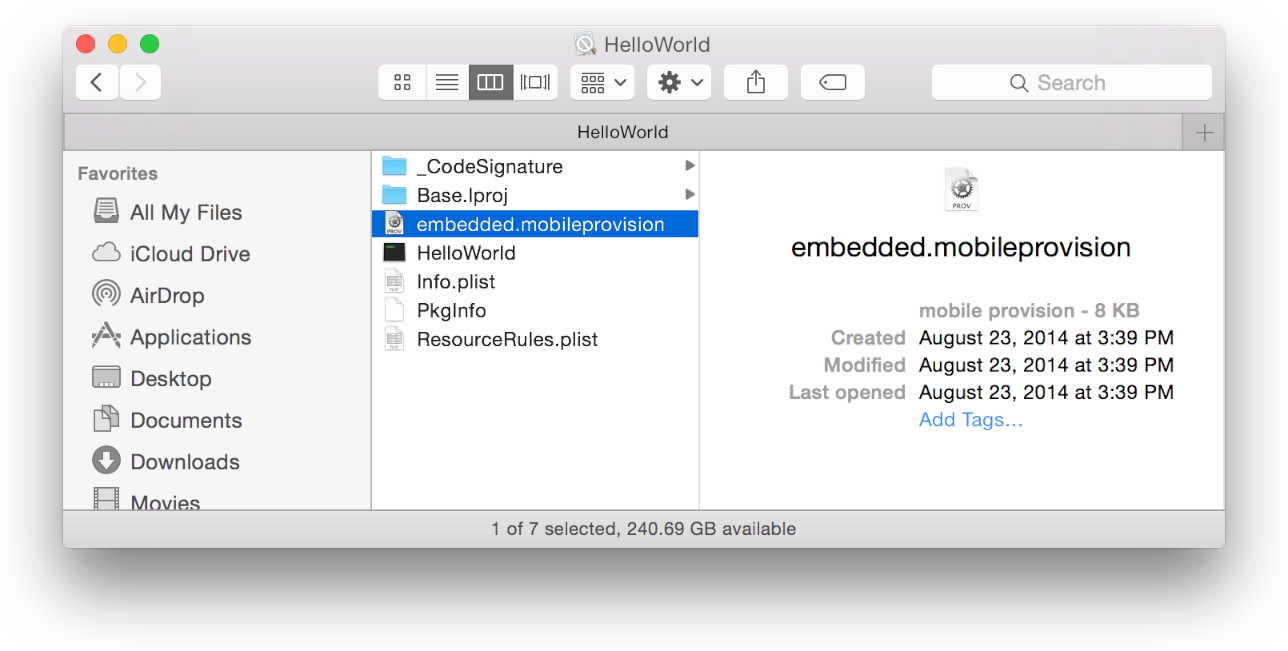 HelloWorld
Search
HelloWorld
Favorites
All My Files
iCloud Drive
AirDrop
Applications
Desktop
Documents
Downloads
Movies
_CodeSignature
Base.lproj
embedded.mobileprovision
HelloWorld
Info.plist
PkgInfo
ResourceRules.plist
PROV
embedded.mobileprovision
mobile provision - 8 KB
Created August 23, 2014 at 3:39 PM
Modified August 23, 2014 at 3:39 PM
Last opened August 23, 2014 at 3:39 PM
Add Tags...
1 of 7 selected, 240.69 GB available